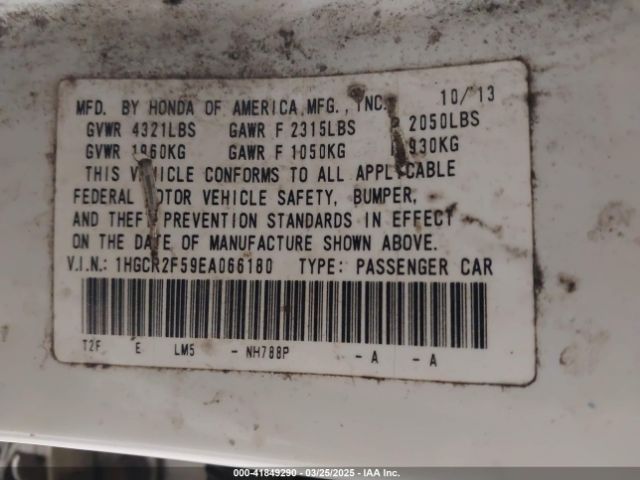 MFD. BY HONDA OF AMERICA MFG., INC. 10/13
GVWR 4321LBS GAWR F 2315LBS R 2050LBS
GVWR 1960KG GAWR F 1050KG R 930KG
THIS VEHICLE CONFORMS TO ALL APPLICABLE
FEDERAL MOTOR VEHICLE SAFETY, BUMPER,
AND THEFT PREVENTION STANDARDS IN EFFECT
ON THE DATE OF MANUFACTURE SHOWN ABOVE.
V.I.N.: 1HGCR2F59EA066180 TYPE: PASSENGER CAR
T2F E LM5 - NH788P - A - A
000-41849290 - 03/25/2025 - IAA Inc.